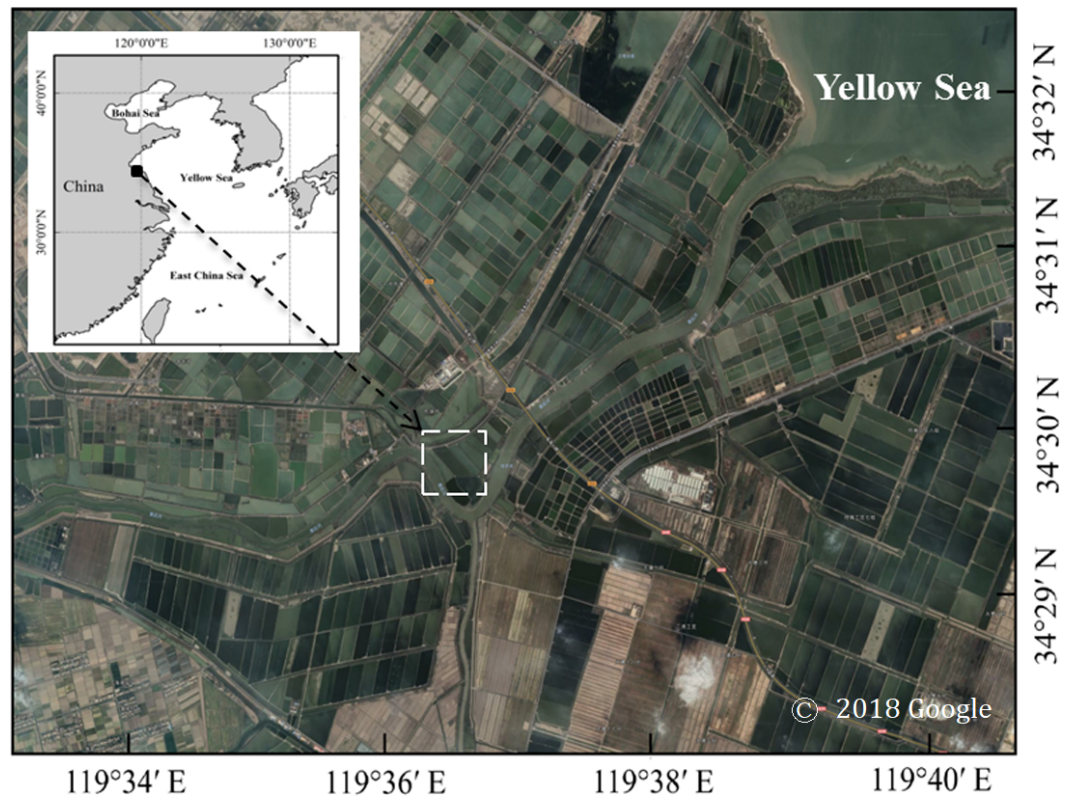 120°0'0"E
130°0'0"E
40°0'0"N
30°0'0"N
Bohai Sea
China
Yellow Sea
East China Sea
Yellow Sea
34°32′ N
34°31′ N
34°30′ N
34°29′ N
© 2018 Google
119°34′ E
119°36′ E
119°38′ E
119°40′ E